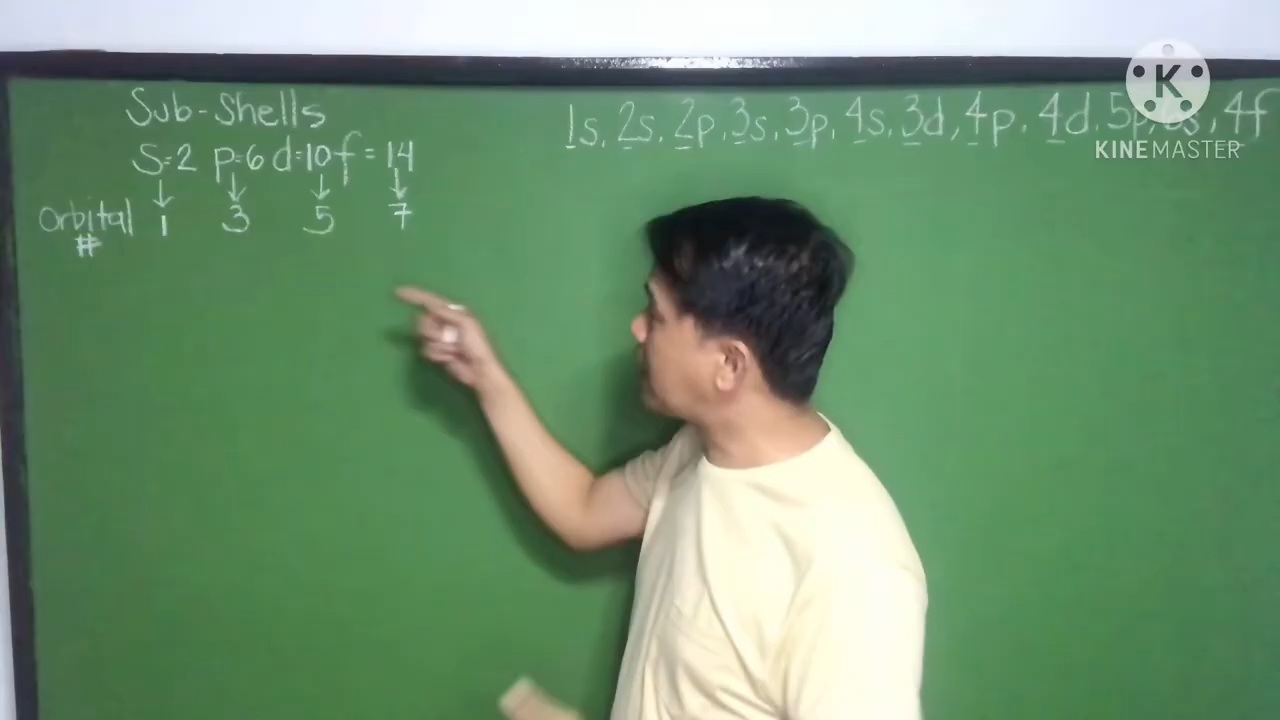 Sub-Shells
S=2 p=6 d=10 f=14
orbital 1 3 5 7
#
1s, 2s, 2p, 3s, 3p, 4s, 3d, 4p, 4d, 5p, 6s, 4f
K
KINEMASTER